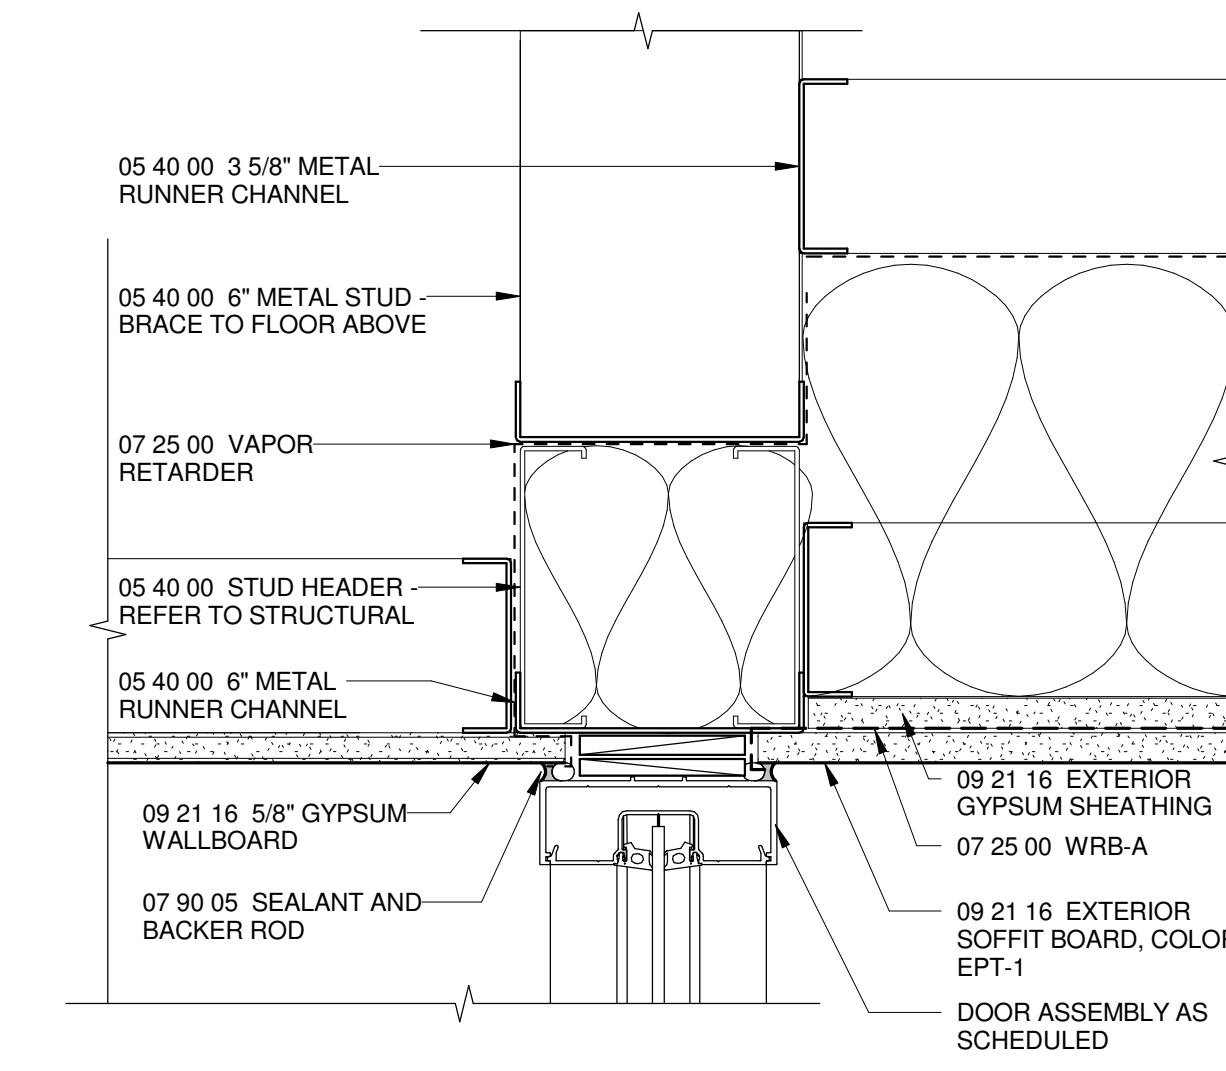 05 40 00 3 5/8" METAL
RUNNER CHANNEL
05 40 00 6" METAL STUD -
BRACE TO FLOOR ABOVE
07 25 00 VAPOR
RETARDER
05 40 00 STUD HEADER -
REFER TO STRUCTURAL
05 40 00 6" METAL
RUNNER CHANNEL
09 21 16 5/8" GYPSUM
WALLBOARD
07 90 05 SEALANT AND
BACKER ROD
09 21 16 EXTERIOR
GYPSUM SHEATHING
07 25 00 WRB-A
09 21 16 EXTERIOR
SOFFIT BOARD, COLOR
EPT-1
DOOR ASSEMBLY AS
SCHEDULED